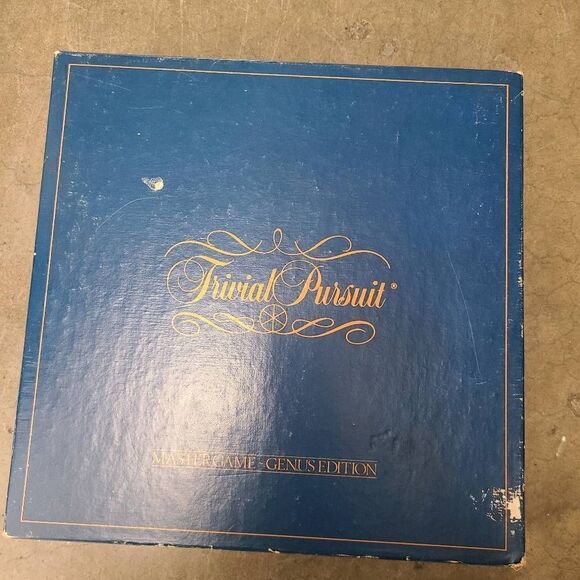 Trivial Pursuit®
MASTER GAME - GENUS EDITION